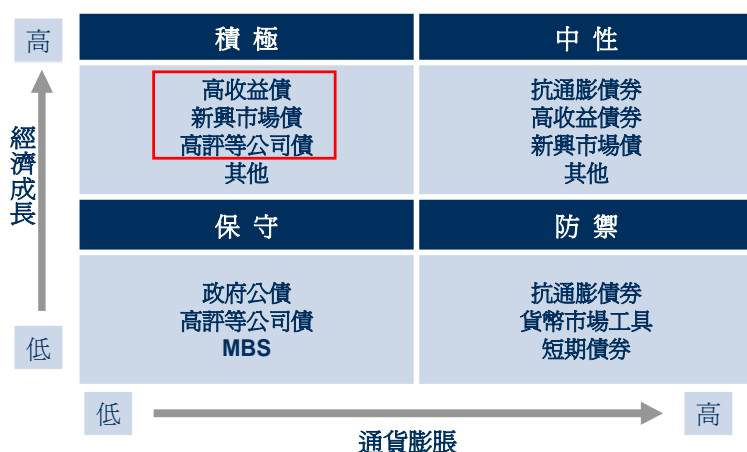 高
積極
中性
高收益債
新興市場債
高評等公司債
其他
抗通膨債券
高收益債券
新興市場債
其他
經濟成長
保守
防禦
政府公債
高評等公司債
MBS
抗通膨債券
貨幣市場工具
短期債券
低
低
高
通貨膨脹